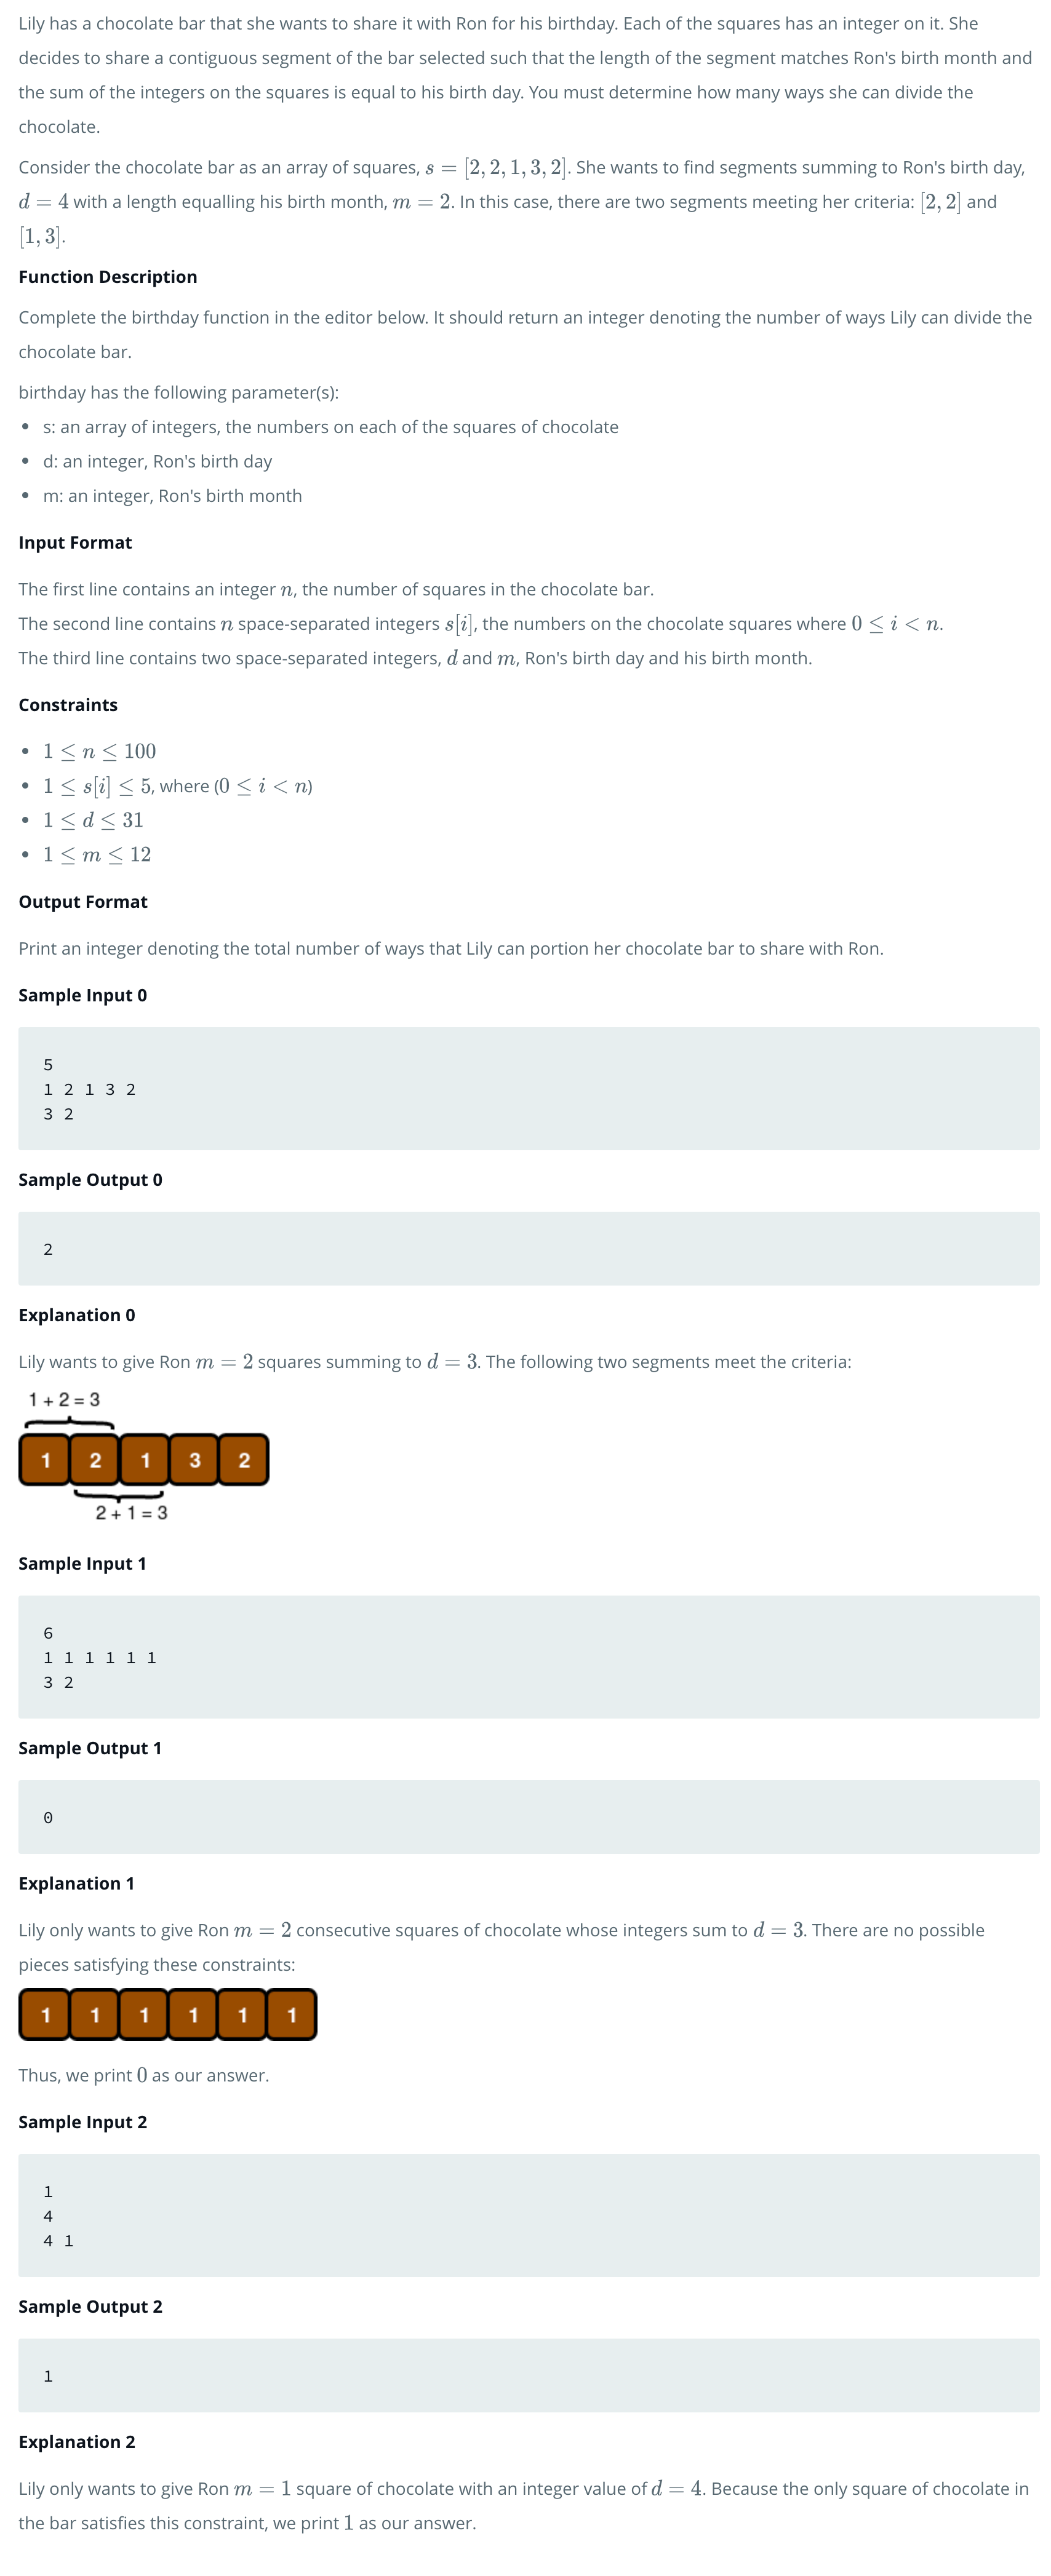 Lily has a chocolate bar that she wants to share it with Ron for his birthday. Each of the squares has an integer on it. She
decides to share a contiguous segment of the bar selected such that the length of the segment matches Ron's birth month and
the sum of the integers on the squares is equal to his birth day. You must determine how many ways she can divide the
chocolate.
Consider the chocolate bar as an array of squares, s = [2, 2, 1, 3, 2]. She wants to find segments summing to Ron's birth day,
d = 4 with a length equalling his birth month, m = 2. In this case, there are two segments meeting her criteria: [2, 2] and
[1, 3].
Function Description
Complete the birthday function in the editor below. It should return an integer denoting the number of ways Lily can divide the
chocolate bar.
birthday has the following parameter(s):
• s: an array of integers, the numbers on each of the squares of chocolate
• d: an integer, Ron's birth day
• m: an integer, Ron's birth month
Input Format
The first line contains an integer n, the number of squares in the chocolate bar.
The second line contains n space-separated integers s[i], the numbers on the chocolate squares where 0 ≤ i < n.
The third line contains two space-separated integers, d and m, Ron's birth day and his birth month.
Constraints
• 1 ≤ n ≤ 100
• 1 ≤ s[i] ≤ 5, where (0 ≤ i < n)
• 1 ≤ d ≤ 31
• 1 ≤ m ≤ 12
Output Format
Print an integer denoting the total number of ways that Lily can portion her chocolate bar to share with Ron.
Sample Input 0
5
1 2 1 3 2
3 2
Sample Output 0
2
Explanation 0
Lily wants to give Ron m = 2 squares summing to d = 3. The following two segments meet the criteria:
1 + 2 = 3
1 2 1 3 2
2 + 1 = 3
Sample Input 1
6
1 1 1 1 1 1
3 2
Sample Output 1
0
Explanation 1
Lily only wants to give Ron m = 2 consecutive squares of chocolate whose integers sum to d = 3. There are no possible
pieces satisfying these constraints:
1 1 1 1 1 1
Thus, we print 0 as our answer.
Sample Input 2
1
4
4 1
Sample Output 2
1
Explanation 2
Lily only wants to give Ron m = 1 square of chocolate with an integer value of d = 4. Because the only square of chocolate in
the bar satisfies this constraint, we print 1 as our answer.